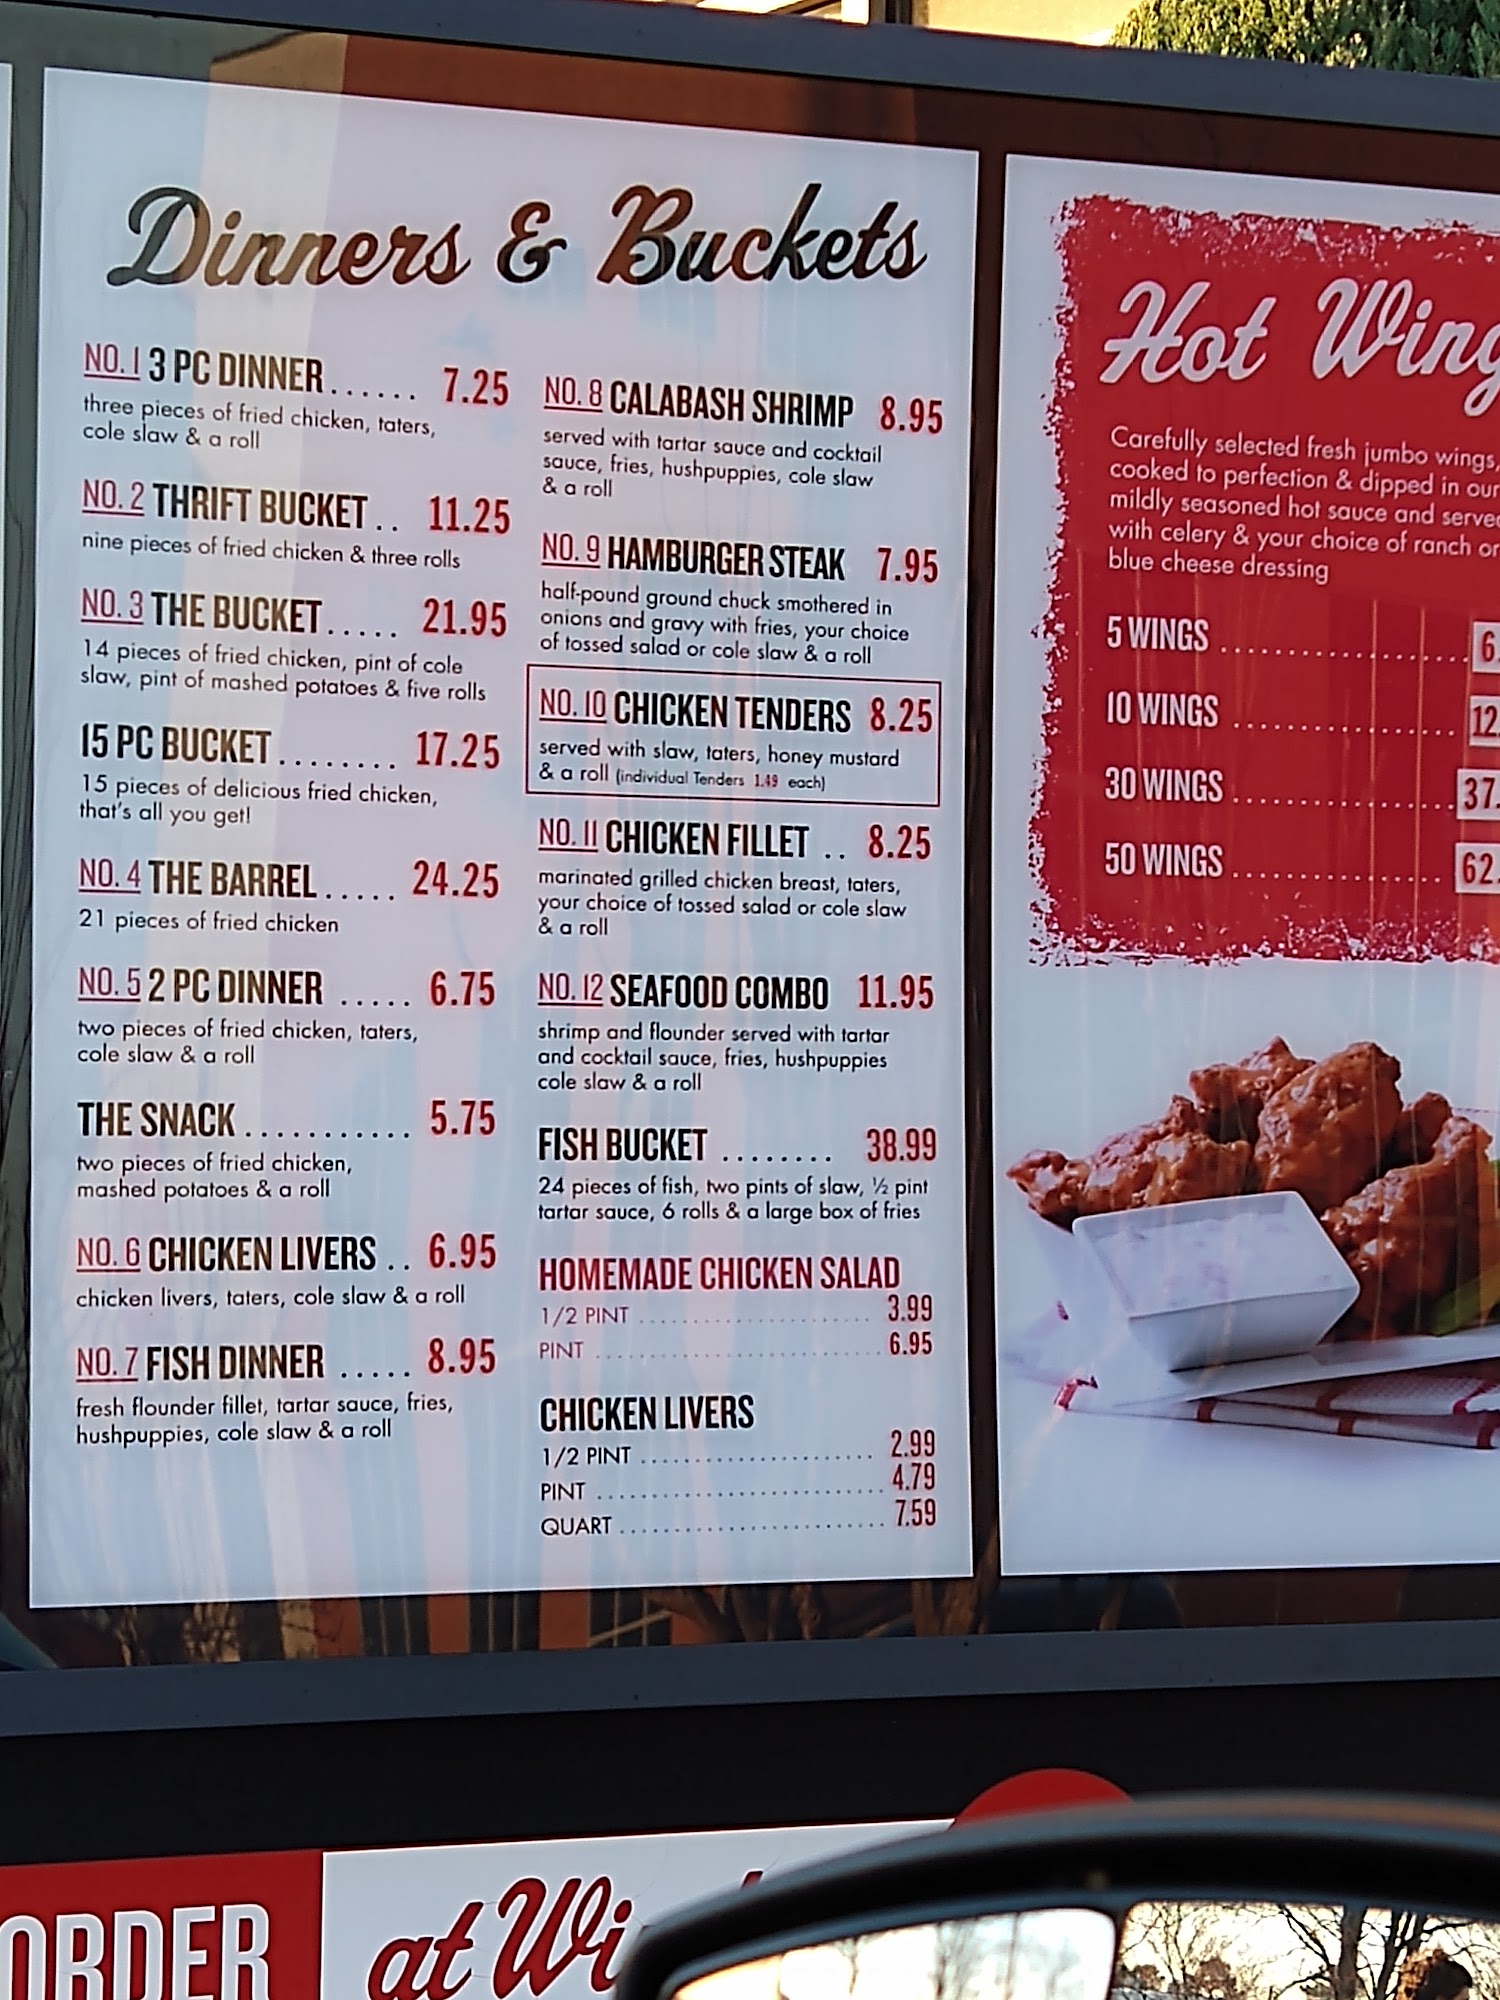 Dinners & Buckets
NO. 1 3 PC DINNER...... 7.25
three pieces of fried chicken, taters,
cole slaw & a roll
NO. 2 THRIFT BUCKET .. 11.25
nine pieces of fried chicken & three rolls
NO. 3 THE BUCKET..... 21.95
14 pieces of fried chicken, pint of cole
slaw, pint of mashed potatoes & five rolls
15 PC BUCKET ........ 17.25
15 pieces of delicious fried chicken,
that's all you get!
NO. 4 THE BARREL..... 24.25
21 pieces of fried chicken
NO. 5 2 PC DINNER ..... 6.75
two pieces of fried chicken, taters,
cole slaw & a roll
THE SNACK ........... 5.75
two pieces of fried chicken,
mashed potatoes & a roll
NO. 6 CHICKEN LIVERS .. 6.95
chicken livers, taters, cole slaw & a roll
NO. 7 FISH DINNER ..... 8.95
fresh flounder fillet, tartar sauce, fries,
hushpuppies, cole slaw & a roll
NO. 8 CALABASH SHRIMP 8.95
served with tartar sauce and cocktail
sauce, fries, hushpuppies, cole slaw
& a roll
NO. 9 HAMBURGER STEAK 7.95
half-pound ground chuck smothered in
onions and gravy with fries, your choice
of tossed salad or cole slaw & a roll
NO. 10 CHICKEN TENDERS 8.25
served with slaw, taters, honey mustard
& a roll (individual Tenders 1.49 each)
NO. 11 CHICKEN FILLET .. 8.25
marinated grilled chicken breast, taters,
your choice of tossed salad or cole slaw
& a roll
NO. 12 SEAFOOD COMBO 11.95
shrimp and flounder served with tartar
and cocktail sauce, fries, hushpuppies
cole slaw & a roll
FISH BUCKET ........ 38.99
24 pieces of fish, two pints of slaw, ½ pint
tartar sauce, 6 rolls & a large box of fries
HOMEMADE CHICKEN SALAD
1/2 PINT ........................ 3.99
PINT ............................. 6.95
CHICKEN LIVERS
1/2 PINT ........................ 2.99
PINT ............................. 4.79
QUART .......................... 7.59
Hot Wing
Carefully selected fresh jumbo wings,
cooked to perfection & dipped in our
mildly seasoned hot sauce and serve
with celery & your choice of ranch or
blue cheese dressing
5 WINGS .................... 6.
10 WINGS .................. 12.
30 WINGS .................. 37.
50 WINGS .................. 62.
ORDER
at Wi